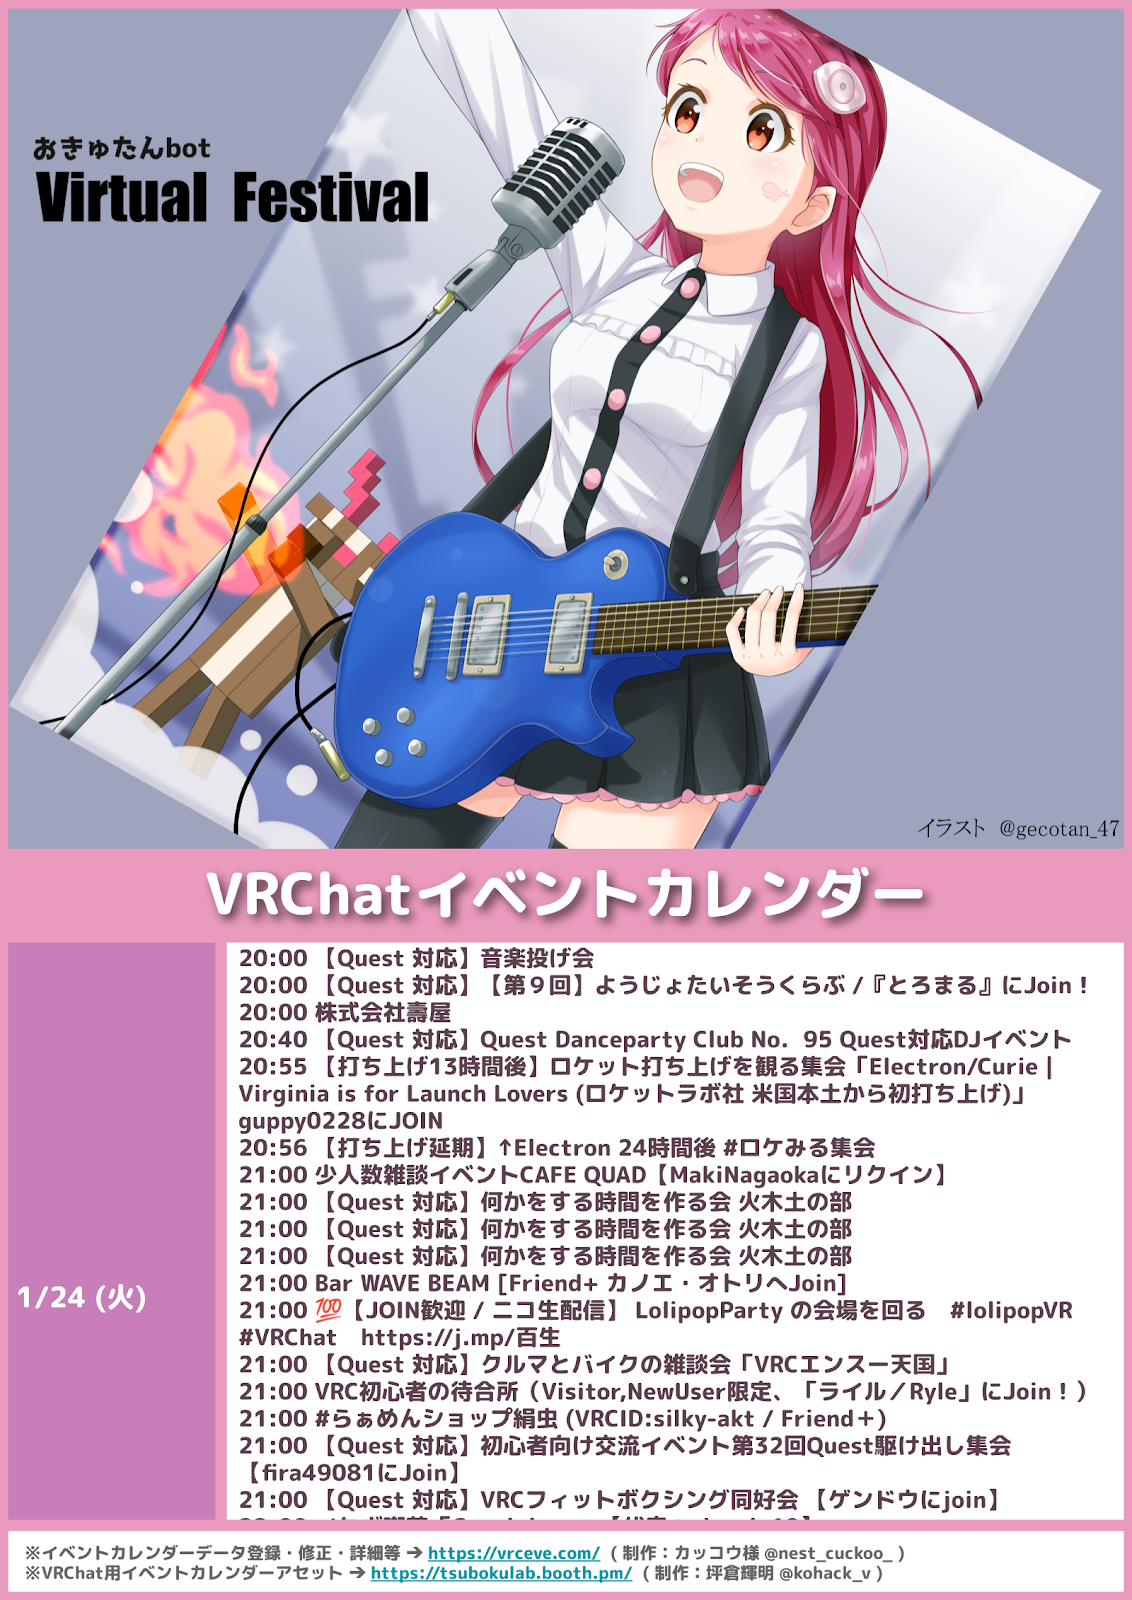 おきゅたんbot
Virtual Festival
イラスト @gecotan_47
VRChatイベントカレンダー
1/24 (火)
20:00 【Quest 対応】音楽投げ会
20:00 【Quest 対応】【第９回】ようじょたいそうくらぶ /『とろまる』にJoin！
20:00 株式会社壽屋
20:40 【Quest 対応】Quest Danceparty Club No．95 Quest対応DJイベント
20:55 【打ち上げ13時間後】ロケット打ち上げを観る集会「Electron/Curie |
Virginia is for Launch Lovers (ロケットラボ社 米国本土から初打ち上げ)」
guppy0228にJOIN
20:56 【打ち上げ延期】↑Electron 24時間後 #ロケみる集会
21:00 少人数雑談イベントCAFE QUAD【MakiNagaokaにリクイン】
21:00 【Quest 対応】何かをする時間を作る会 火木土の部
21:00 【Quest 対応】何かをする時間を作る会 火木土の部
21:00 【Quest 対応】何かをする時間を作る会 火木土の部
21:00 Bar WAVE BEAM [Friend+ カノエ・オトリへJoin]
21:00 💯【JOIN歓迎 / ニコ生配信】 LolipopParty の会場を回る　#lolipopVR
#VRChat　https://j.mp/百生
21:00 【Quest 対応】クルマとバイクの雑談会「VRCエンスー天国」
21:00 VRC初心者の待合所（Visitor,NewUser限定、「ライル／Ryle」にJoin！）
21:00 #らぁめんショップ絹虫 (VRCID:silky-akt / Friend＋)
21:00 【Quest 対応】初心者向け交流イベント第32回Quest駆け出し集会
【fira49081にJoin】
21:00 【Quest 対応】VRCフィットボクシング同好会 【ゲンドウにjoin】
※イベントカレンダーデータ登録・修正・詳細等 ➔ https://vrceve.com/ （制作：カッコウ様 @nest_cuckoo_）
※VRChat用イベントカレンダーアセット ➔ https://tsubokulab.booth.pm/ （制作：坪倉輝明 @kohack_v）